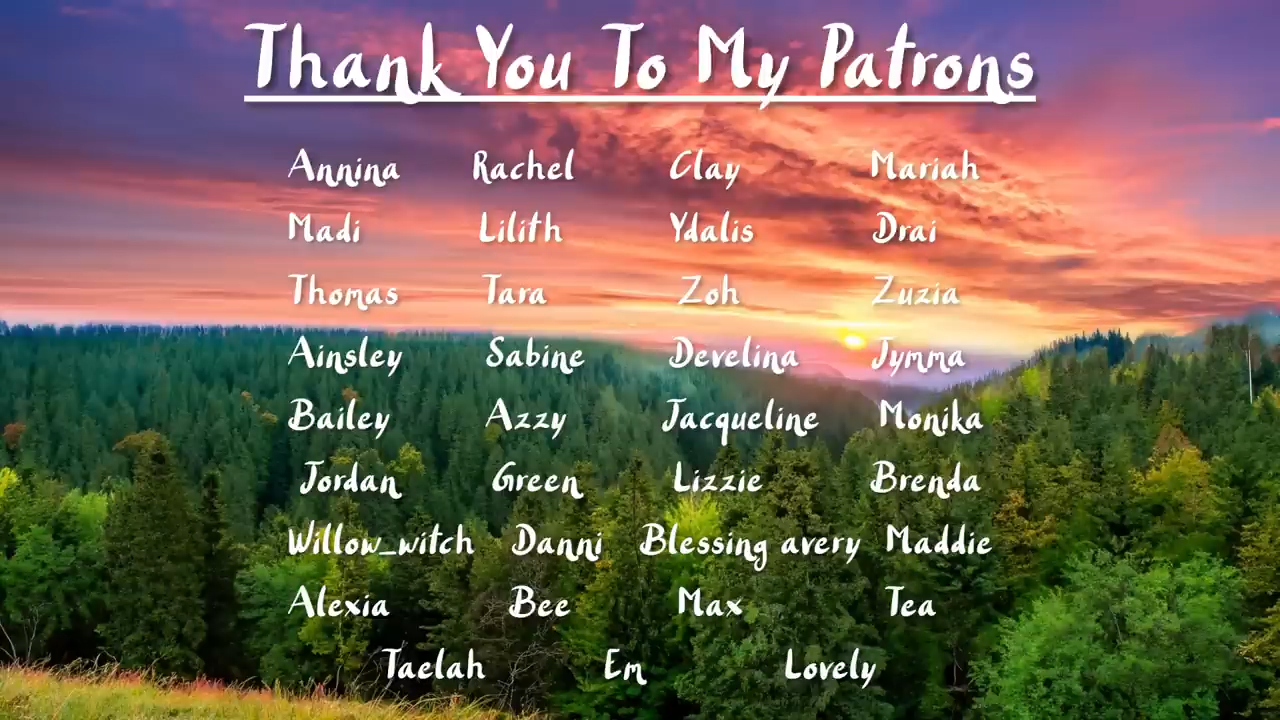 Thank You To My Patrons
Annina Rachel Clay Mariah
Madi Lilith Ydalis Drai
Thomas Tara Zoh Zuzia
Ainsley Sabine Develina Jymma
Bailey Azzy Jacqueline Monika
Jordan Green Lizzie Brenda
Willow_witch Danni Blessing avery Maddie
Alexia Bee Max Tea
Taelah Em Lovely